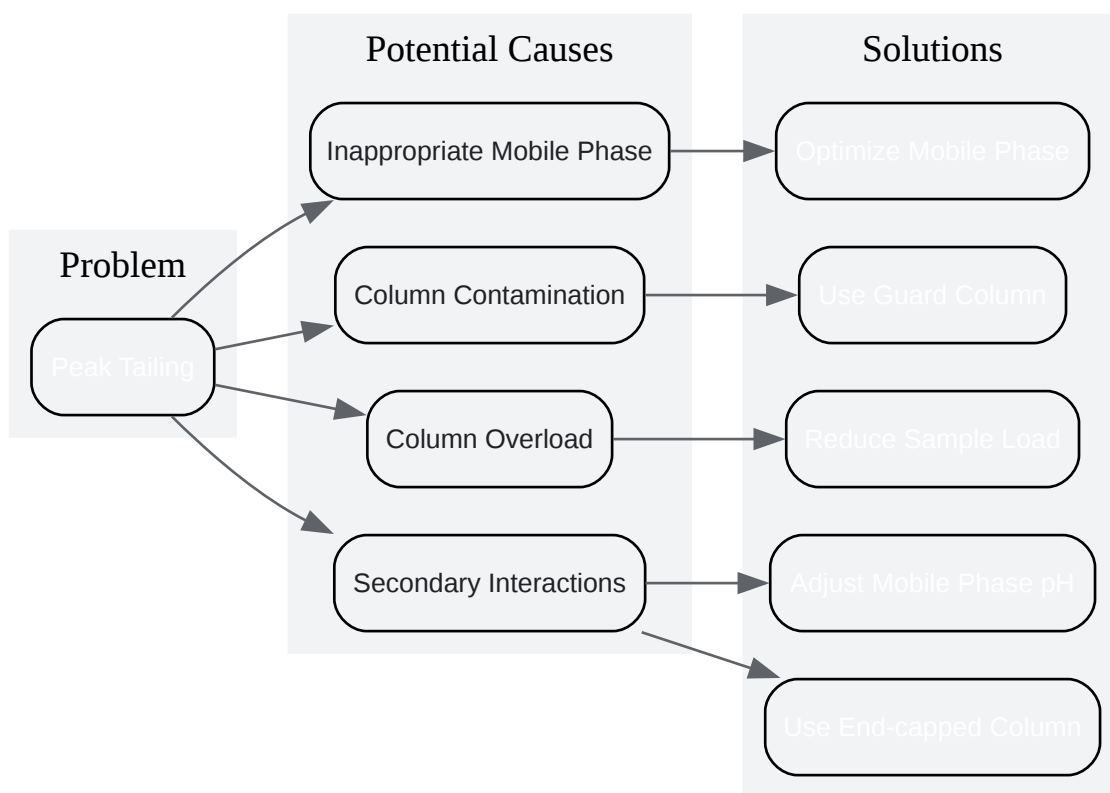 Potential Causes
Solutions
Inappropriate Mobile Phase
Optimize Mobile Phase
Problem
Column Contamination
Use Guard Column
Peak Tailing
Column Overload
Reduce Sample Load
Secondary Interactions
Adjust Mobile Phase pH
Use End-capped Column